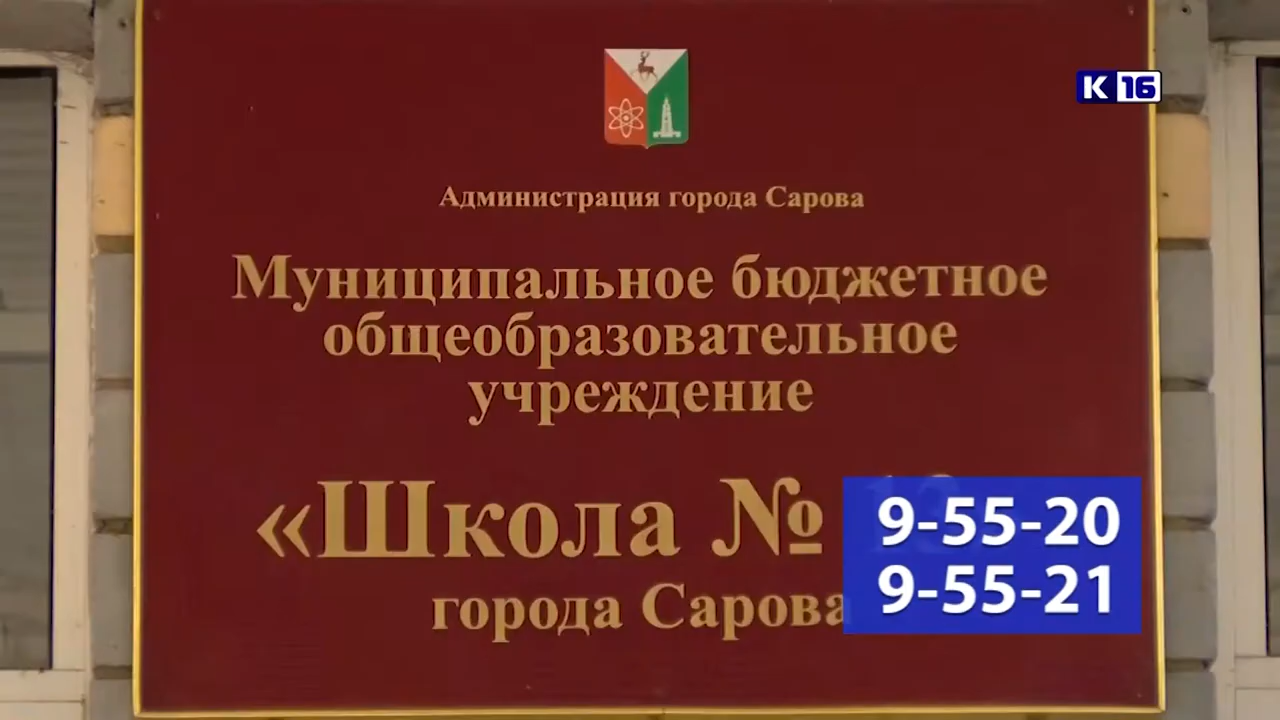 К 16
Администрация города Сарова
Муниципальное бюджетное
общеобразовательное
учреждение
«Школа №
города Сарова
9-55-20
9-55-21